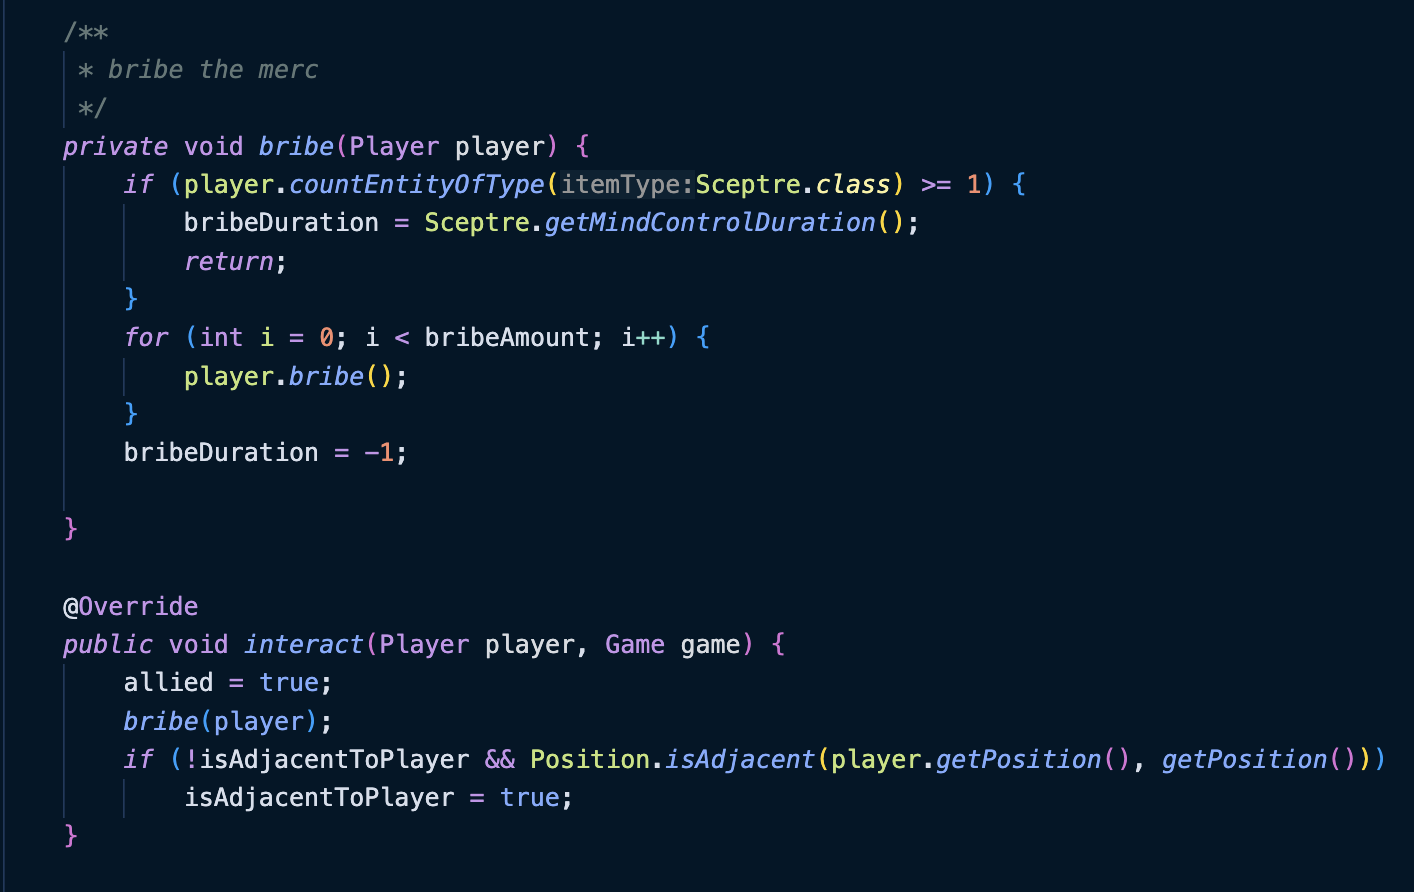 /**
 * bribe the merc
 */
private void bribe(Player player) {
    if (player.countEntityOfType(itemType:Sceptre.class) >= 1) {
        bribeDuration = Sceptre.getMindControlDuration();
        return;
    }
    for (int i = 0; i < bribeAmount; i++) {
        player.bribe();
    }
    bribeDuration = -1;

}

@Override
public void interact(Player player, Game game) {
    allied = true;
    bribe(player);
    if (!isAdjacentToPlayer && Position.isAdjacent(player.getPosition(), getPosition()))
        isAdjacentToPlayer = true;
}